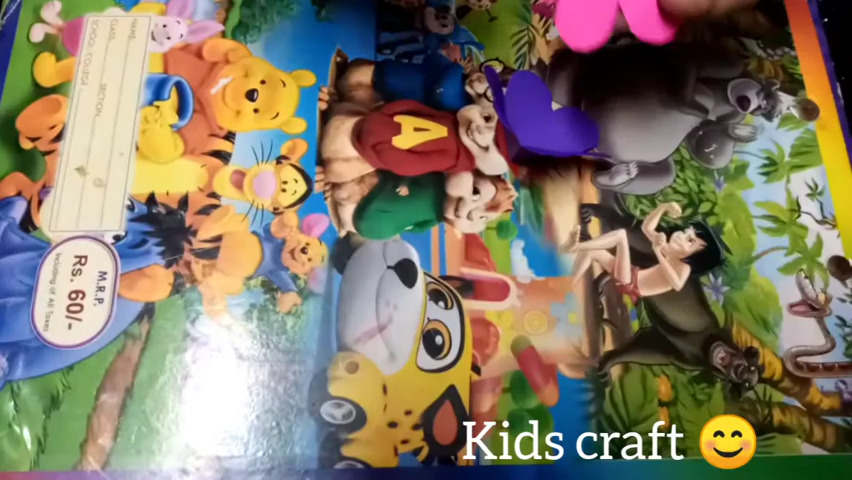 NAME:
CLASS SECTION:
SCHOOL COLLEGE
M.R.P.
Rs. 60/-
Including of All Taxes
A
Kids craft 😊